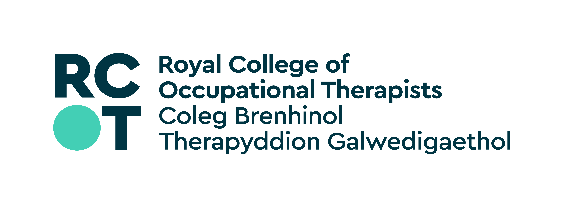 RC
OT
Royal College of
Occupational Therapists
Coleg Brenhinol
Therapyddion Galwedigaethol